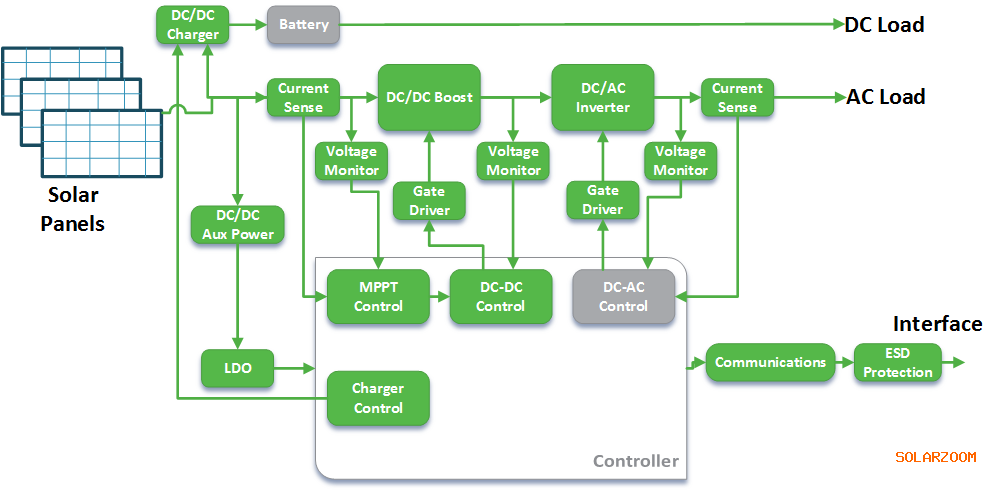 DC/DC
Charger
Battery
DC Load
Current
Sense
DC/DC Boost
DC/AC
Inverter
Current
Sense
AC Load
Voltage
Monitor
Voltage
Monitor
Voltage
Monitor
Solar
Panels
Gate
Driver
Gate
Driver
DC/DC
Aux Power
MPPT
Control
DC-DC
Control
DC-AC
Control
Interface
LDO
Communications
ESD
Protection
Charger
Control
Controller
SOLARZOOM